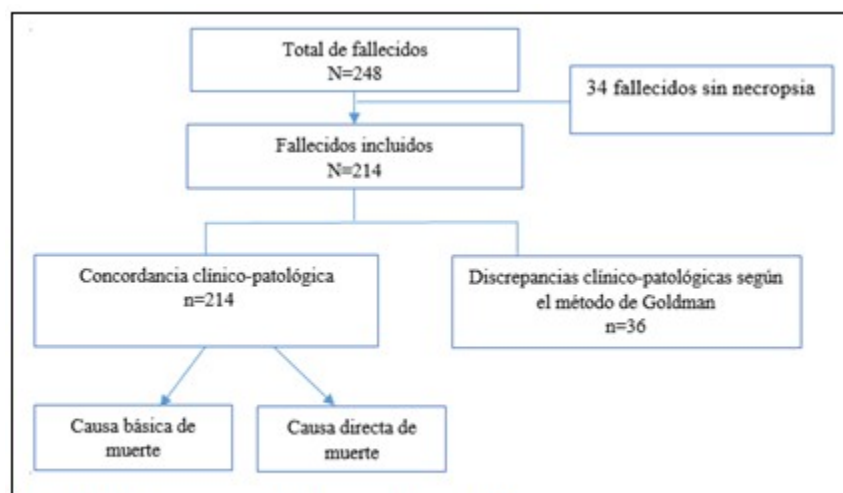 Total de fallecidos
N=248
34 fallecidos sin necropsia
Fallecidos incluidos
N=214
Concordancia clínico-patológica
n=214
Discrepancias clínico-patológicas según
el método de Goldman
n=36
Causa básica de
muerte
Causa directa de
muerte